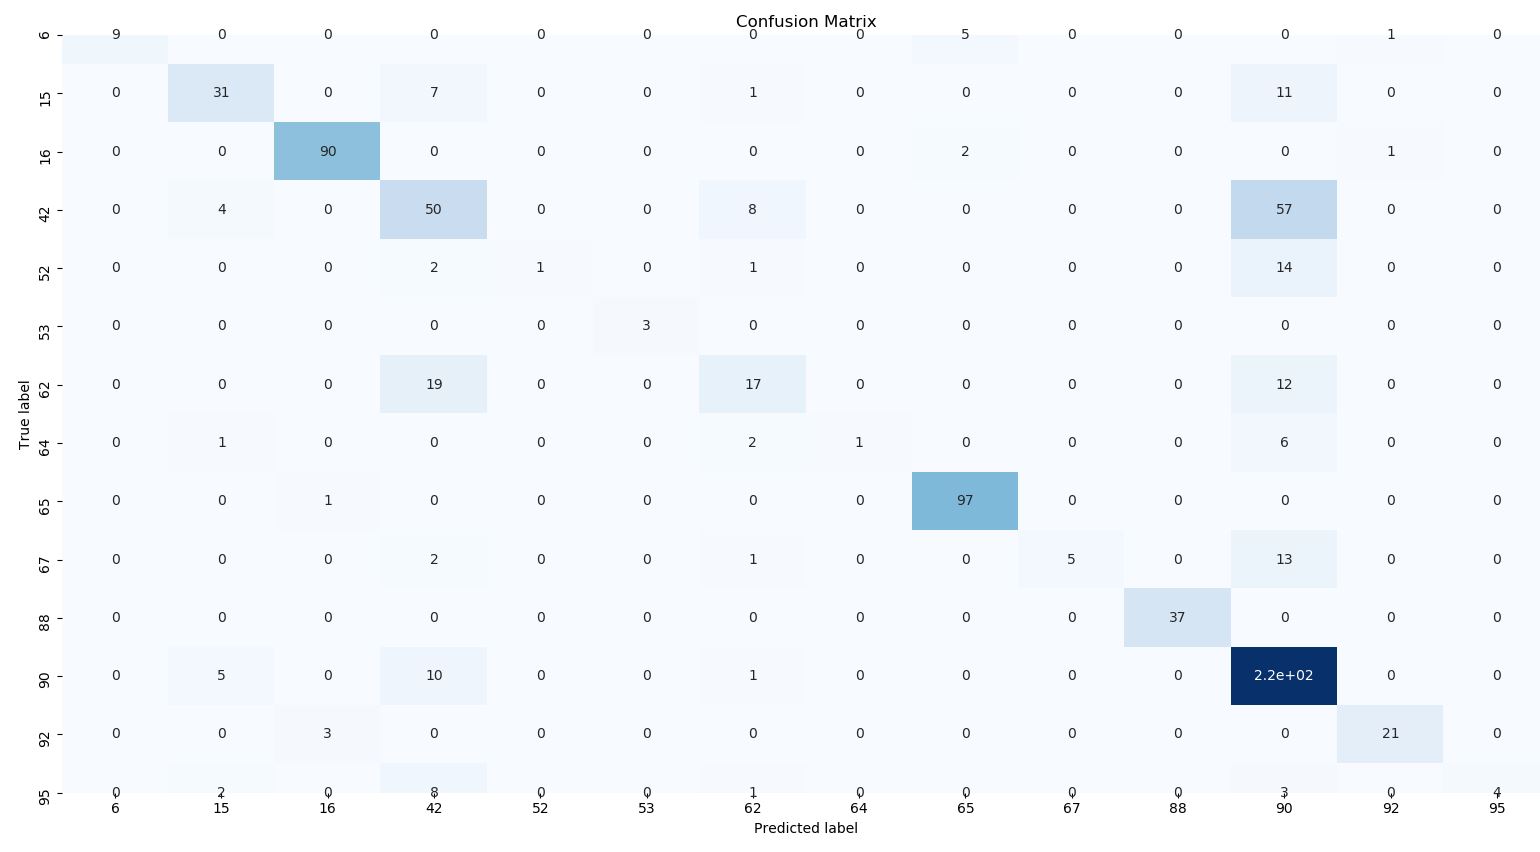 Confusion Matrix
6 9 0 0 0 0 0 0 0 5 0 0 0 1 0
15 0 31 0 7 0 0 1 0 0 0 0 11 0 0
16 0 0 90 0 0 0 0 0 2 0 0 0 1 0
42 0 4 0 50 0 0 8 0 0 0 0 57 0 0
52 0 0 0 2 1 0 1 0 0 0 0 14 0 0
53 0 0 0 0 0 3 0 0 0 0 0 0 0 0
62 0 0 0 19 0 0 17 0 0 0 0 12 0 0
True label
64 0 1 0 0 0 0 2 1 0 0 0 6 0 0
65 0 0 1 0 0 0 0 0 97 0 0 0 0 0
67 0 0 0 2 0 0 1 0 0 5 0 13 0 0
88 0 0 0 0 0 0 0 0 0 0 37 0 0 0
90 0 5 0 10 0 0 1 0 0 0 0 2.2e+02 0 0
92 0 0 3 0 0 0 0 0 0 0 0 0 21 0
95 0 2 0 8 0 0 1 0 0 0 0 3 0 4
6 15 16 42 52 53 62 64 65 67 88 90 92 95
Predicted label